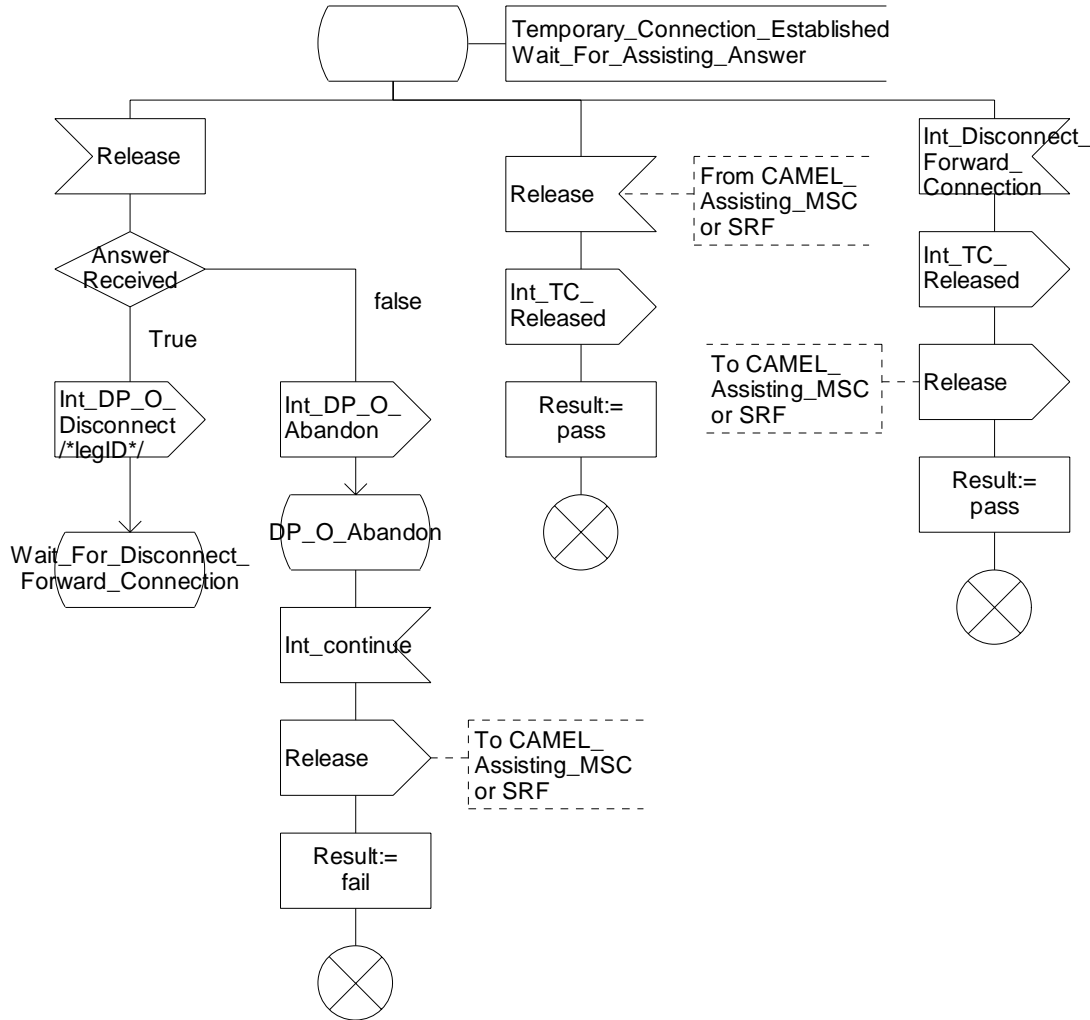 Temporary_Connection_Established
Wait_For_Assisting_Answer
Release
Answer
Received
True
false
Int_DP_O_
Disconnect
/*legID*/
Wait_For_Disconnect_
Forward_Connection
Int_DP_O_
Abandon
DP_O_Abandon
Int_continue
Release
To CAMEL_
Assisting_MSC
or SRF
Result:=
fail
Release
From CAMEL_
Assisting_MSC
or SRF
Int_TC_
Released
Result:=
pass
Int_Disconnect_
Forward_
Connection
Int_TC_
Released
To CAMEL_
Assisting_MSC
or SRF
Release
Result:=
pass